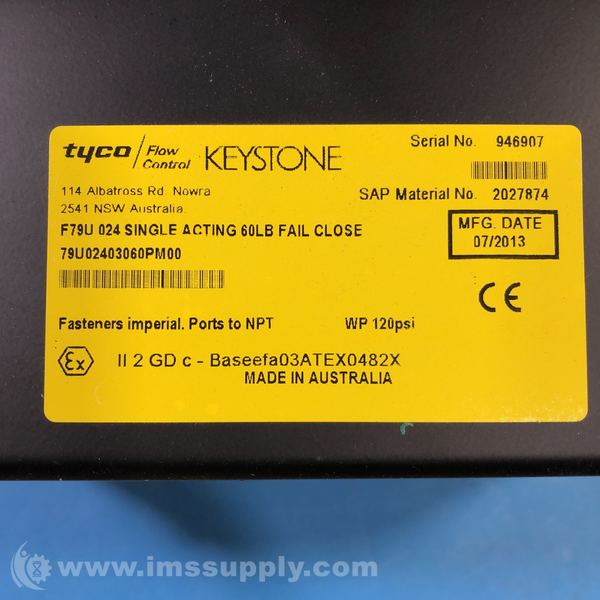 tyco / Flow Control KEYSTONE
Serial No. 946907
114 Albatross Rd. Nowra
2541 NSW Australia.
SAP Material No. 2027874
F79U 024 SINGLE ACTING 60LB FAIL CLOSE
79U02403060PM00
MFG. DATE
07/2013
CE
Fasteners imperial. Ports to NPT WP 120psi
Ex II 2 GD c - Baseefa03ATEX0482X
MADE IN AUSTRALIA
www.imssupply.com